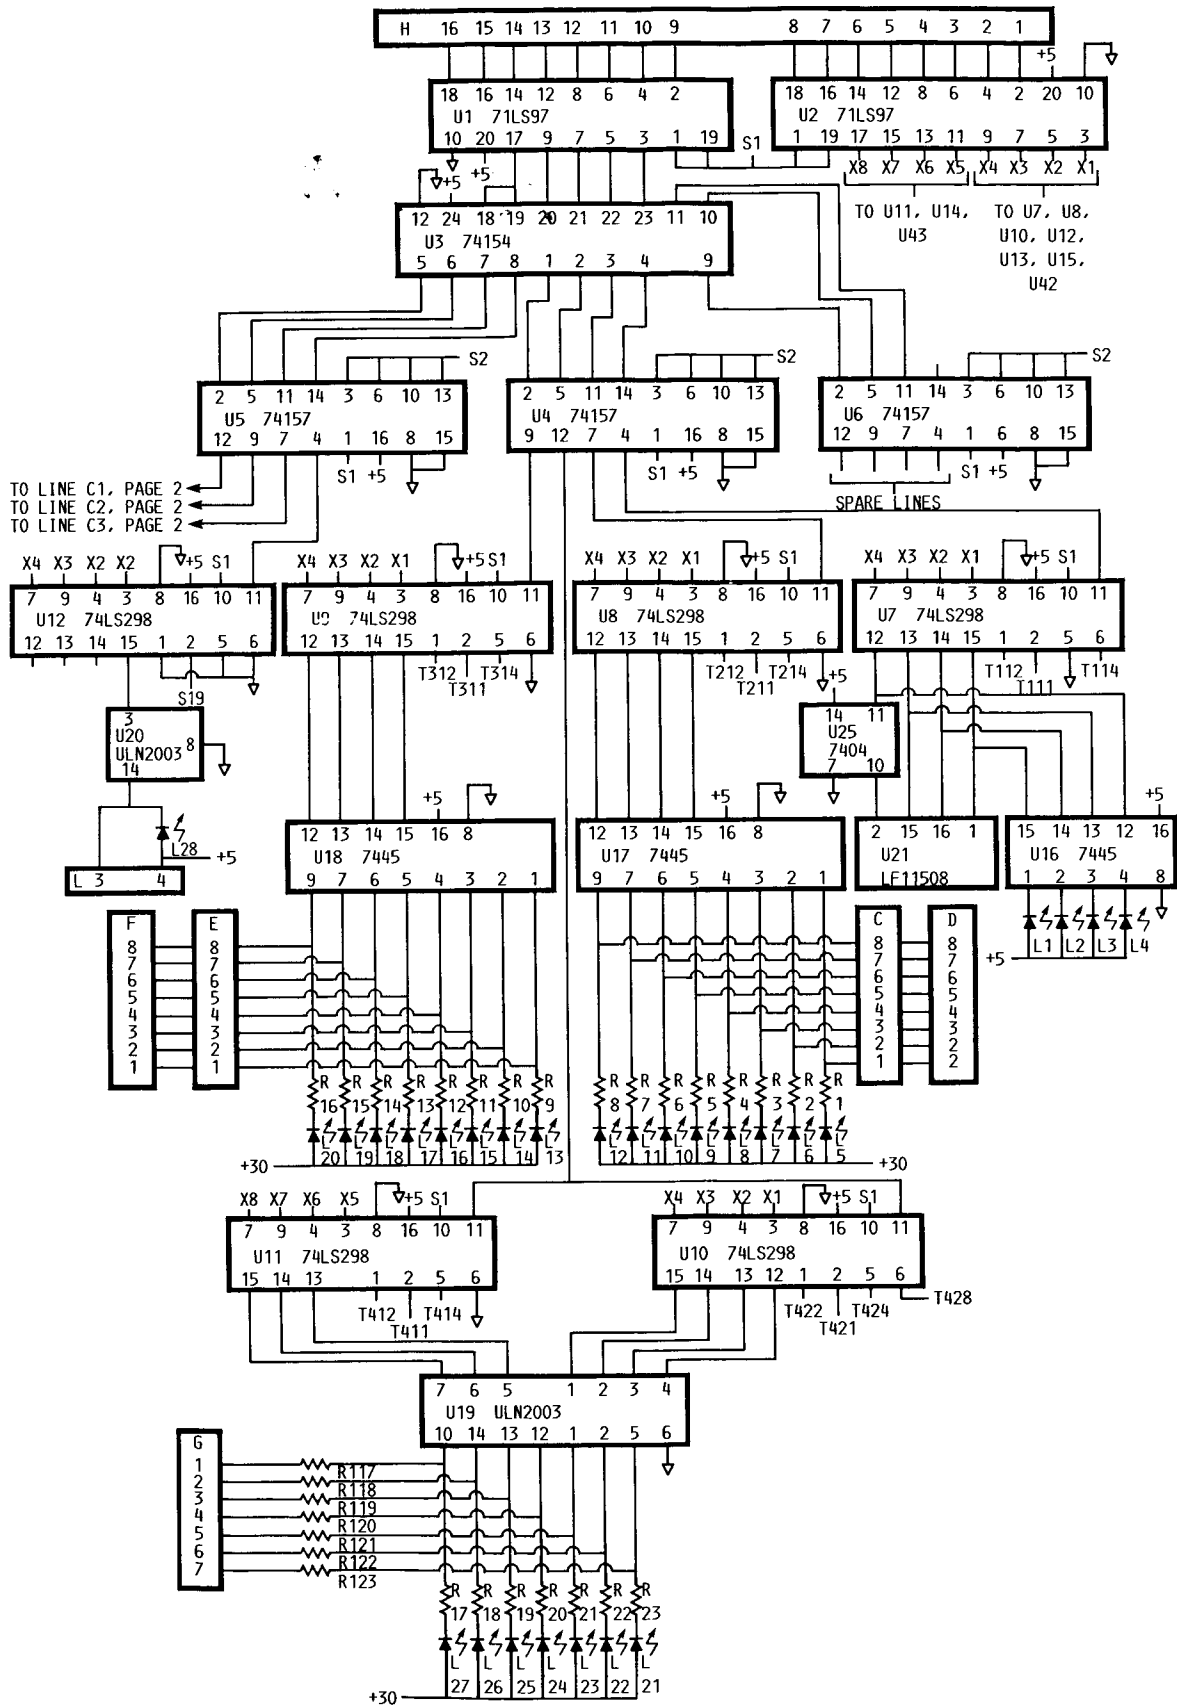 H 16 15 14 13 12 11 10 9 8 7 6 5 4 3 2 1
+5
18 16 14 12 8 6 4 2 18 16 14 12 8 6 4 2 20 10
U1 71LS97 U2 71LS97
10 20 17 9 7 5 3 1 19 S1 1 19 17 15 13 11 9 7 5 3
+5 X8 X7 X6 X5 X4 X3 X2 X1
+5
12 24 18 19 20 21 22 23 11 10
TO U11, U14, TO U7, U8,
U43 U10, U12,
U13, U15,
U42
U3 74154
5 6 7 8 1 2 3 4 9
S2 S2 S2
2 5 11 14 3 6 10 13 2 5 11 14 3 6 10 13 2 5 11 14 3 6 10 13
U5 74157 U4 74157 U6 74157
12 9 7 4 1 16 8 15 9 12 7 4 1 16 8 15 12 9 7 4 1 6 8 15
S1 +5 S1 +5 S1 +5
TO LINE C1, PAGE 2
TO LINE C2, PAGE 2
TO LINE C3, PAGE 2
SPARE LINES
X4 X3 X2 X2 +5 S1 X4 X3 X2 X1 +5 S1 X4 X3 X2 X1 +5 S1 X4 X3 X2 X1 +5 S1
7 9 4 3 8 16 10 11 7 9 4 3 8 16 10 11 7 9 4 3 8 16 10 11 7 9 4 3 8 16 10 11
U12 74LS298 74LS298 U8 74LS298 U7 74LS298
12 13 14 15 1 2 5 6 12 13 14 15 1 2 5 6 12 13 14 15 1 2 5 6 12 13 14 15 1 2 5 6
T312 T314 T212 T214 T112 T114
T311 T211 T111
S19
+5
3 14 11
U20 U25
ULN2003 8 7404
14 7 10
+5 +5 +5
12 13 14 15 16 8 12 13 14 15 16 8 2 15 16 1 15 14 13 12 16
U18 7445 U17 7445 U21 U16 7445
9 7 6 5 4 3 2 1 9 7 6 5 4 3 2 1 LF11508 1 2 3 4 8
L28 +5
L 3 4
L1 L2 L3 L4
+5
F E C D
8 8 8 8
7 7 7 7
6 6 6 6
5 5 5 5
4 4 4 4
3 3 3 3
2 2 2 2
1 1 1 2
R R R R R R R R R R R R R R R R
16 15 14 13 12 11 10 9 8 7 6 5 4 3 2 1
L L L L L L L L L L L L L L L L
20 19 18 17 16 15 14 13 12 11 10 9 8 7 6 5
+30 +30
X8 X7 X6 X5 +5 S1 X4 X3 X2 X1 +5 S1
7 9 4 3 8 16 10 11 7 9 4 3 8 16 10 11
U11 74LS298 U10 74LS298
15 14 13 1 2 5 6 15 14 13 12 1 2 5 6
T412 T414 T422 T424 T428
T411 T421
7 6 5 1 2 3 4
U19 ULN2003
10 14 13 12 1 2 5 6
G
1
R117
2
R118
3
R119
4
R120
5
R121
6
R122
7
R123
R R R R R R R
17 18 19 20 21 22 23
L L L L L L L
27 26 25 24 23 22 21
+30